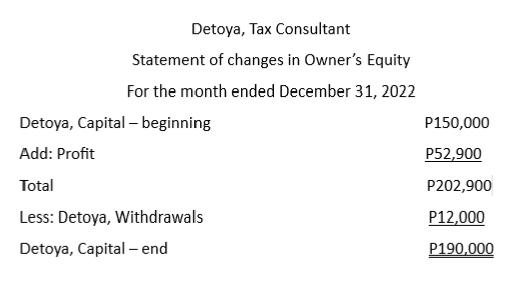 Detoya, Tax Consultant
Statement of changes in Owner’s Equity
For the month ended December 31, 2022
Detoya, Capital – beginning P150,000
Add: Profit P52,900
Total P202,900
Less: Detoya, Withdrawals P12,000
Detoya, Capital – end P190,000